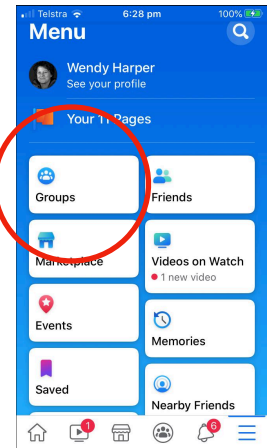 Telstra 6:28 pm 100%
Menu
Wendy Harper
See your profile
Your 11 Pages
Groups
Friends
Marketplace
Videos on Watch
1 new video
Events
Memories
Saved
Nearby Friends
1
6